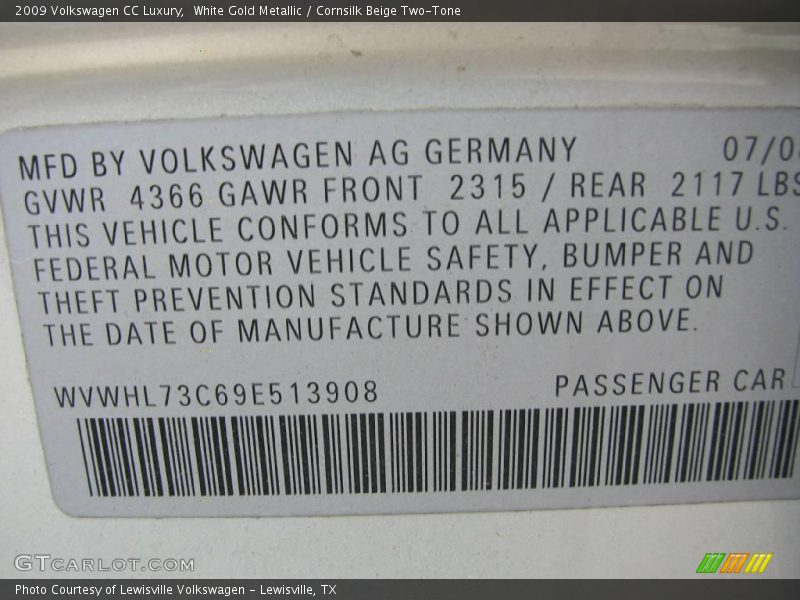 2009 Volkswagen CC Luxury,  White Gold Metallic / Cornsilk Beige Two-Tone
MFD BY VOLKSWAGEN AG GERMANY 07/08
GVWR 4366 GAWR FRONT 2315 / REAR 2117 LBS
THIS VEHICLE CONFORMS TO ALL APPLICABLE U.S.
FEDERAL MOTOR VEHICLE SAFETY, BUMPER AND
THEFT PREVENTION STANDARDS IN EFFECT ON
THE DATE OF MANUFACTURE SHOWN ABOVE.
WVWHL73C69E513908 PASSENGER CAR
GTCARLOT.COM
Photo Courtesy of Lewisville Volkswagen - Lewisville, TX